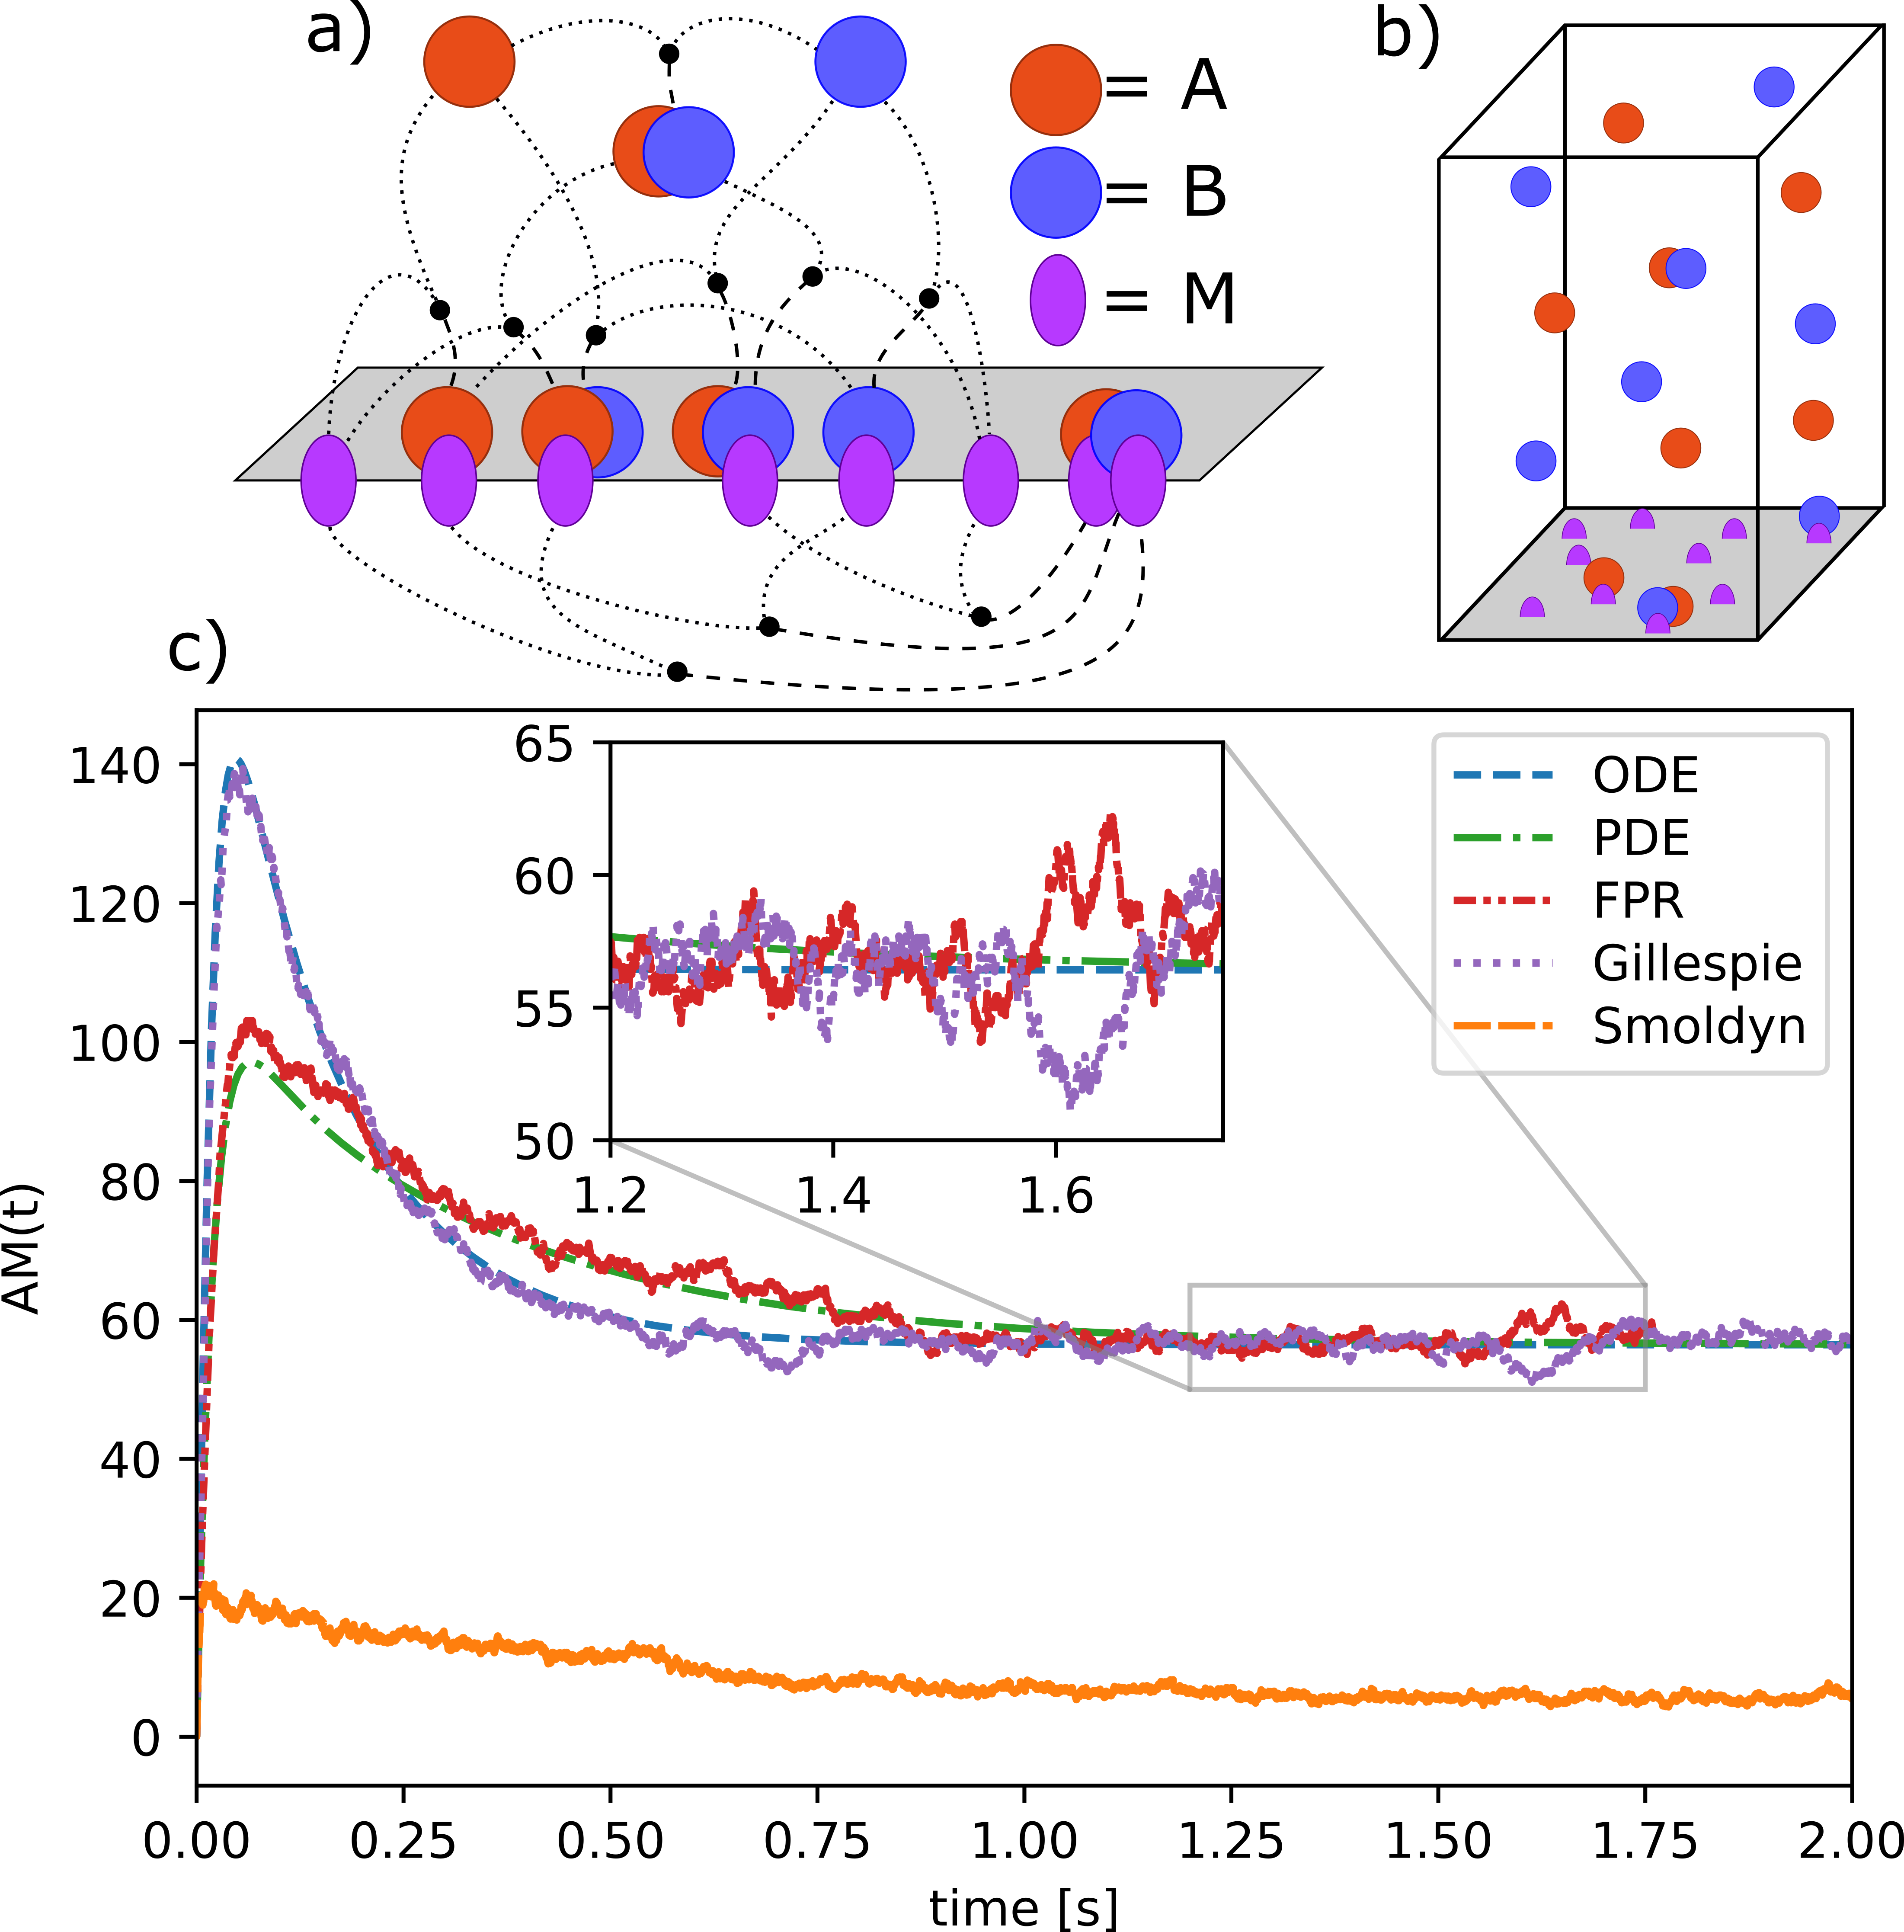 a)
= A
= B
= M
b)
c)
AM(t)
140
120
100
80
60
40
20
0
65
60
55
50
1.2 1.4 1.6
ODE
PDE
FPR
Gillespie
Smoldyn
0.00 0.25 0.50 0.75 1.00 1.25 1.50 1.75 2.00
time [s]